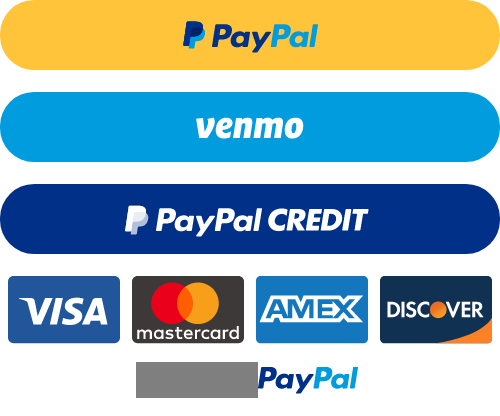 PayPal
venmo
PayPal CREDIT
VISA mastercard AMEX DISCOVER
PayPal